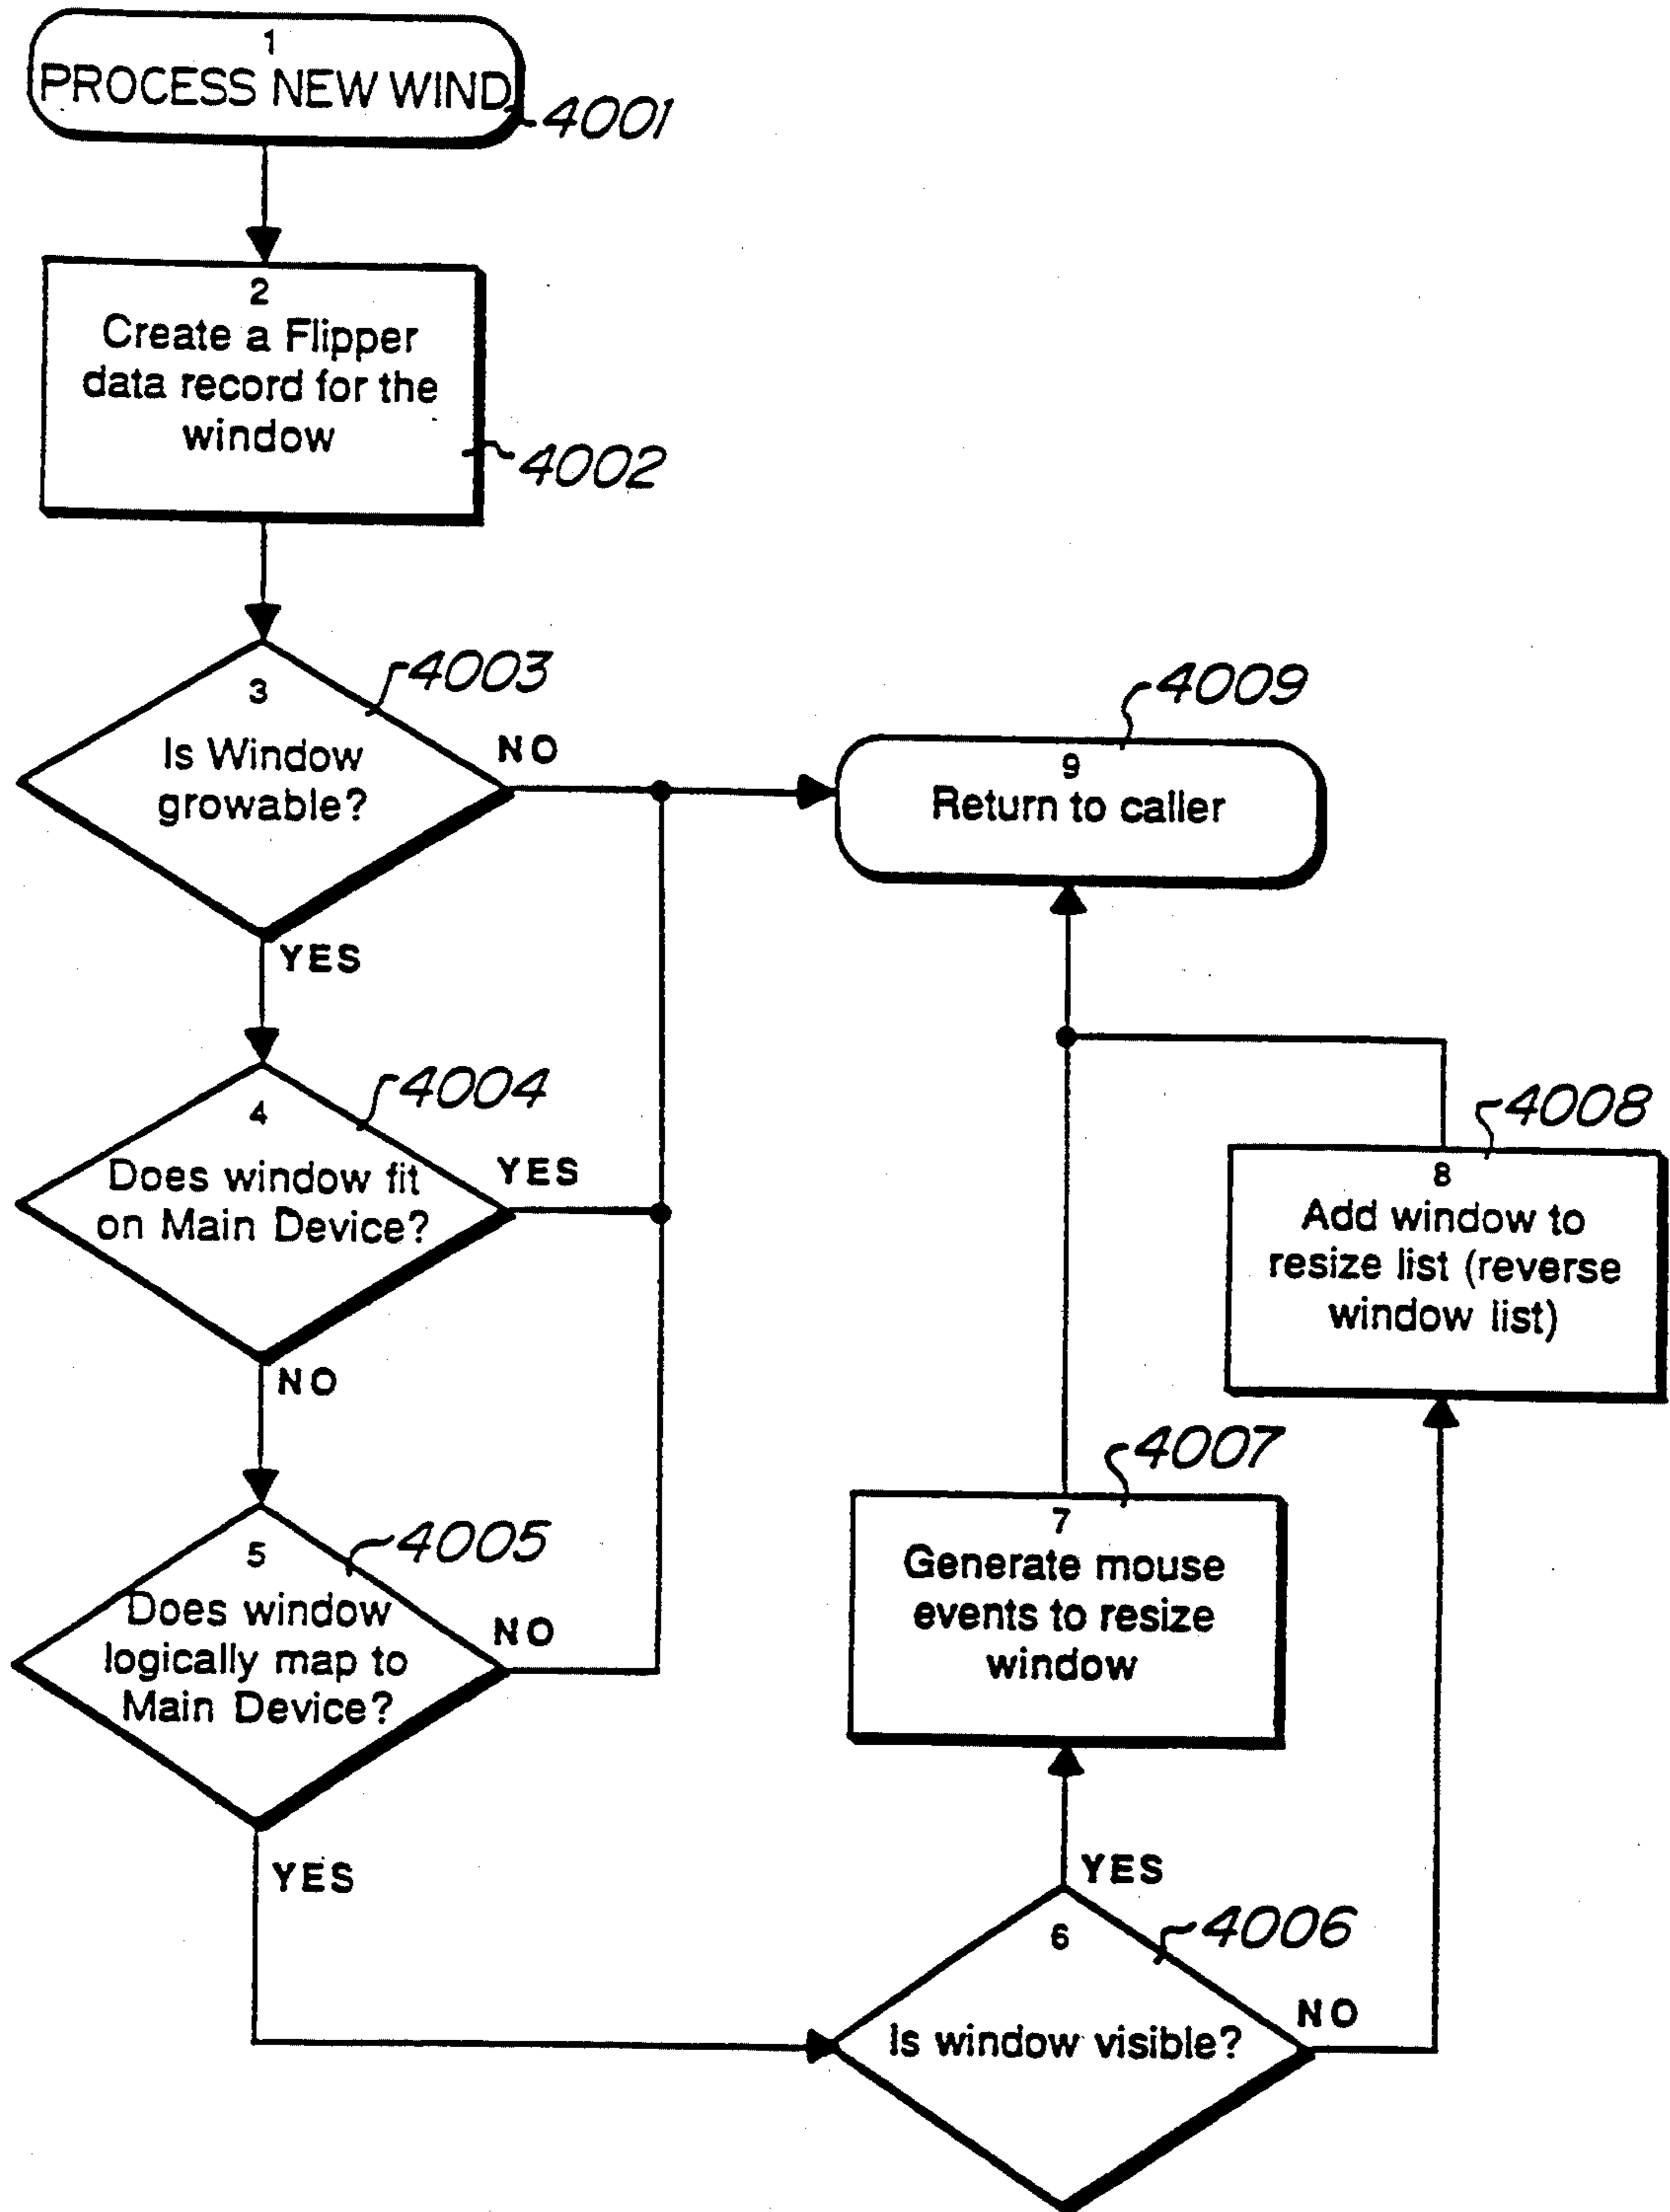 1
PROCESS NEW WIND
4001
2
Create a Flipper
data record for the
window
4002
3
Is Window
growable?
4003
NO
YES
4
Does window fit
on Main Device?
4004
YES
NO
5
Does window
logically map to
Main Device?
4005
NO
YES
6
Is window visible?
4006
YES
NO
7
Generate mouse
events to resize
window
4007
8
Add window to
resize list (reverse
window list)
4008
9
Return to caller
4009